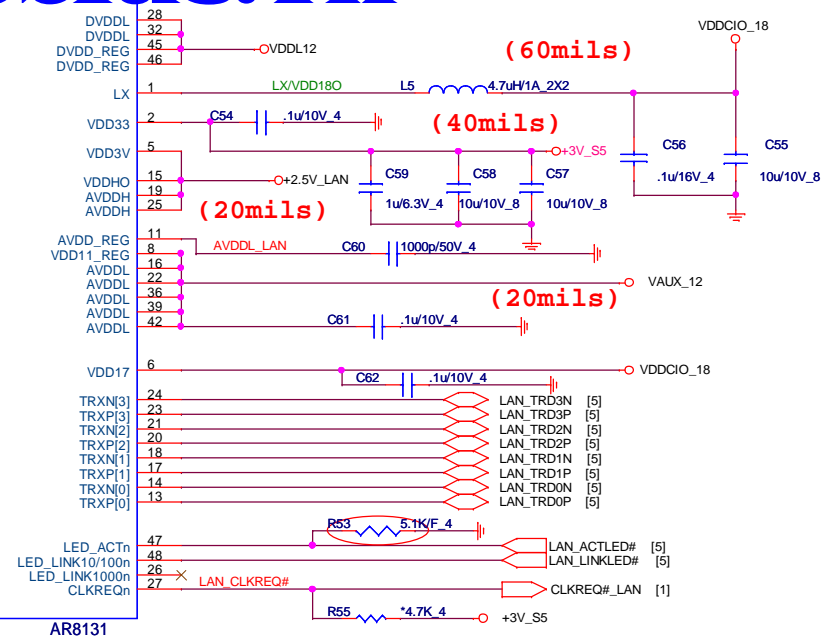 DVDDL 28
DVDDL 32
DVDD_REG 45 VDDL12
DVDD_REG 46
VDDCIO_18
(60mils)
LX 1 LX/VDD18O L5 4.7uH/1A_2X2
VDD33 2 C54 .1u/10V_4
(40mils)
C56 C55
.1u/16V_4 10u/10V_8
VDD3V 5 +3V_S5
C59 C58 C57
1u/6.3V_4 10u/10V_8 10u/10V_8
VDDHO 15 +2.5V_LAN
AVDDH 19
AVDDH 25
(20mils)
AVDD_REG 11 AVDDL_LAN C60 1000p/50V_4
VDD11_REG 8
AVDDL 16
AVDDL 22 VAUX_12
AVDDL 36
(20mils)
AVDDL 39
AVDDL 42 C61 .1u/10V_4
VDD17 6 VDDCIO_18
C62 .1u/10V_4
TRXN[3] 24 LAN_TRD3N [5]
TRXP[3] 23 LAN_TRD3P [5]
TRXN[2] 21 LAN_TRD2N [5]
TRXP[2] 20 LAN_TRD2P [5]
TRXN[1] 18 LAN_TRD1N [5]
TRXP[1] 17 LAN_TRD1P [5]
TRXN[0] 14 LAN_TRD0N [5]
TRXP[0] 13 LAN_TRD0P [5]
R53 5.1K/F_4
LED_ACTn 47 LAN_ACTLED# [5]
LED_LINK10/100n 48 LAN_LINKLED# [5]
LED_LINK1000n 26
CLKREQn 27 LAN_CLKREQ# CLKREQ#_LAN [1]
R55 *4.7K_4 +3V_S5
AR8131